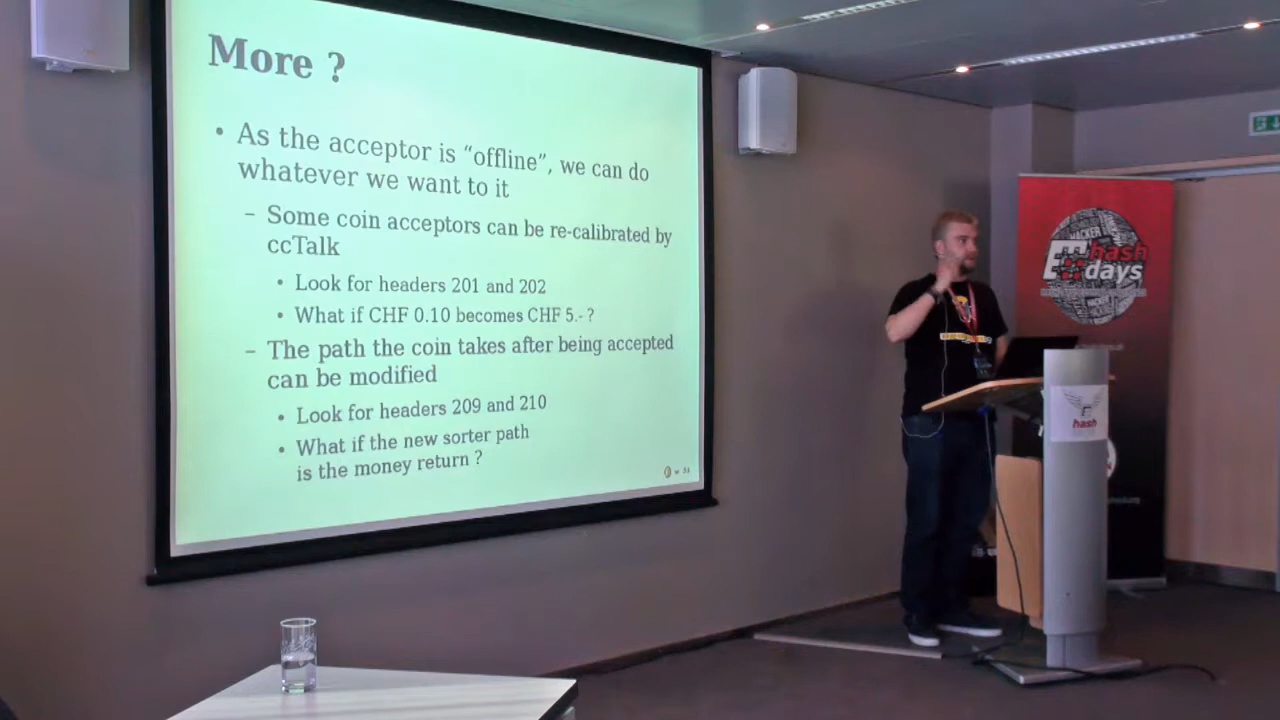 More ?
• As the acceptor is “offline”, we can do
whatever we want to it
– Some coin acceptors can be re-calibrated by
ccTalk
• Look for headers 201 and 202
• What if CHF 0.10 becomes CHF 5.- ?
– The path the coin takes after being accepted
can be modified
• Look for headers 209 and 210
• What if the new sorter path
is the money return ?
HACKER
hash
days
hash